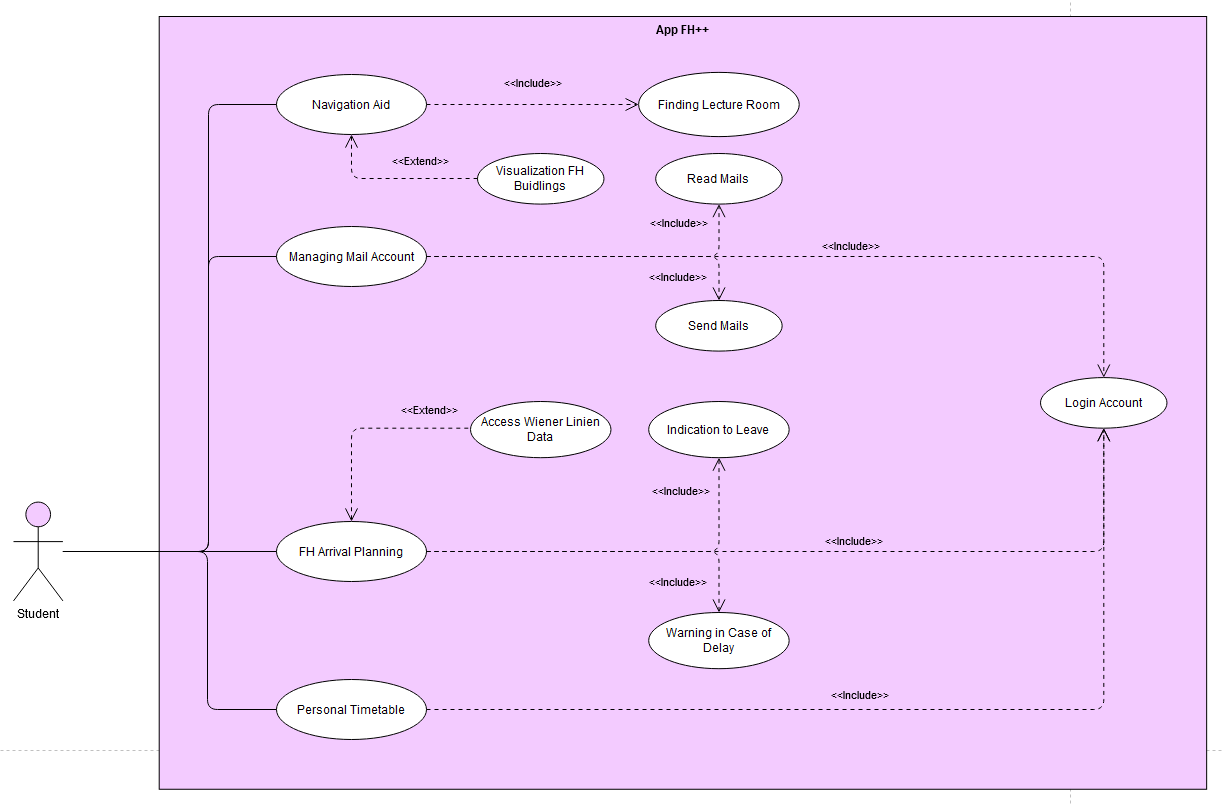 App FH++
<<Include>>
Navigation Aid
Finding Lecture Room
<<Extend>>
Visualization FH
Buidlings
Read Mails
<<Include>>
Managing Mail Account
<<Include>>
<<Include>>
Send Mails
Login Account
<<Extend>>
Access Wiener Linien
Data
Indication to Leave
<<Include>>
FH Arrival Planning
<<Include>>
<<Include>>
Student
Warning in Case of
Delay
<<Include>>
Personal Timetable